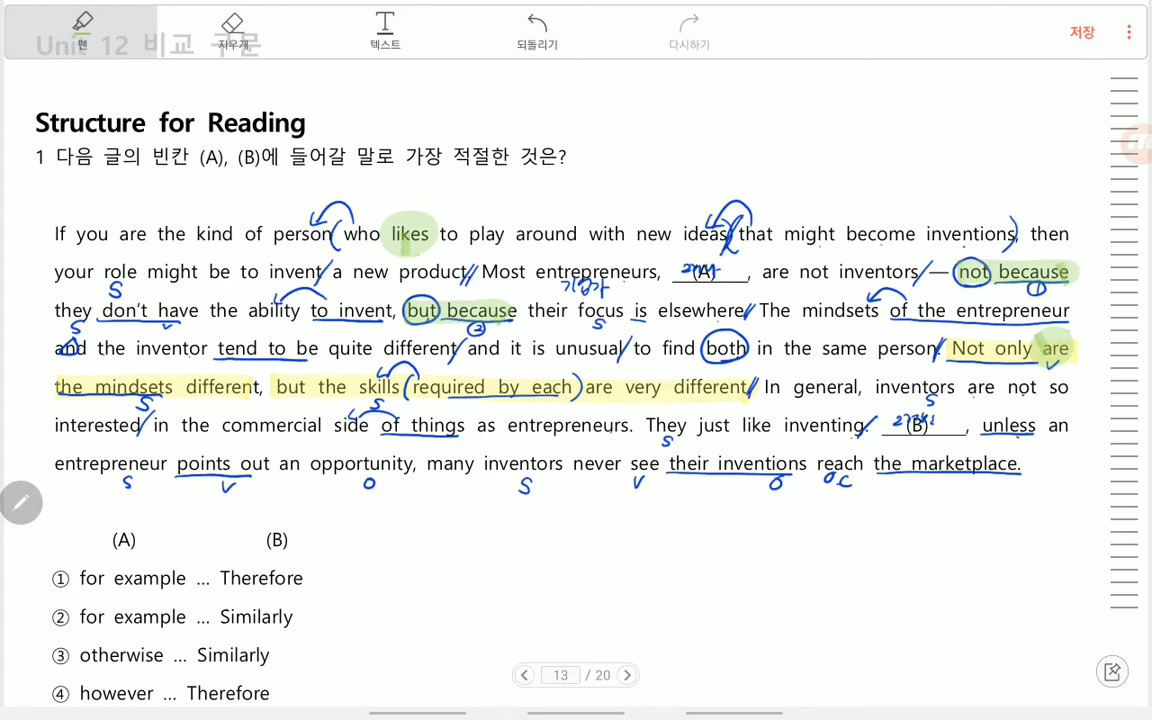 Unit 12 비교 구문
펜 지우개 텍스트 되돌리기 다시하기 저장
Structure for Reading
1 다음 글의 빈칸 (A), (B)에 들어갈 말로 가장 적절한 것은?
If you are the kind of person who likes to play around with new ideas that might become inventions, then
your role might be to invent a new product. Most entrepreneurs, (A) , are not inventors — not because
S 기업가 ①
they don't have the ability to invent, but because their focus is elsewhere. The mindsets of the entrepreneur
S V ② S
and the inventor tend to be quite different, and it is unusual to find both in the same person. Not only are
V
the mindsets different, but the skills required by each are very different. In general, inventors are not so
S S S
interested in the commercial side of things as entrepreneurs. They just like inventing. (B) , unless an
S
entrepreneur points out an opportunity, many inventors never see their inventions reach the marketplace.
S V O S V O OC
(A) (B)
① for example ... Therefore
② for example ... Similarly
③ otherwise ... Similarly
④ however ... Therefore
13 / 20